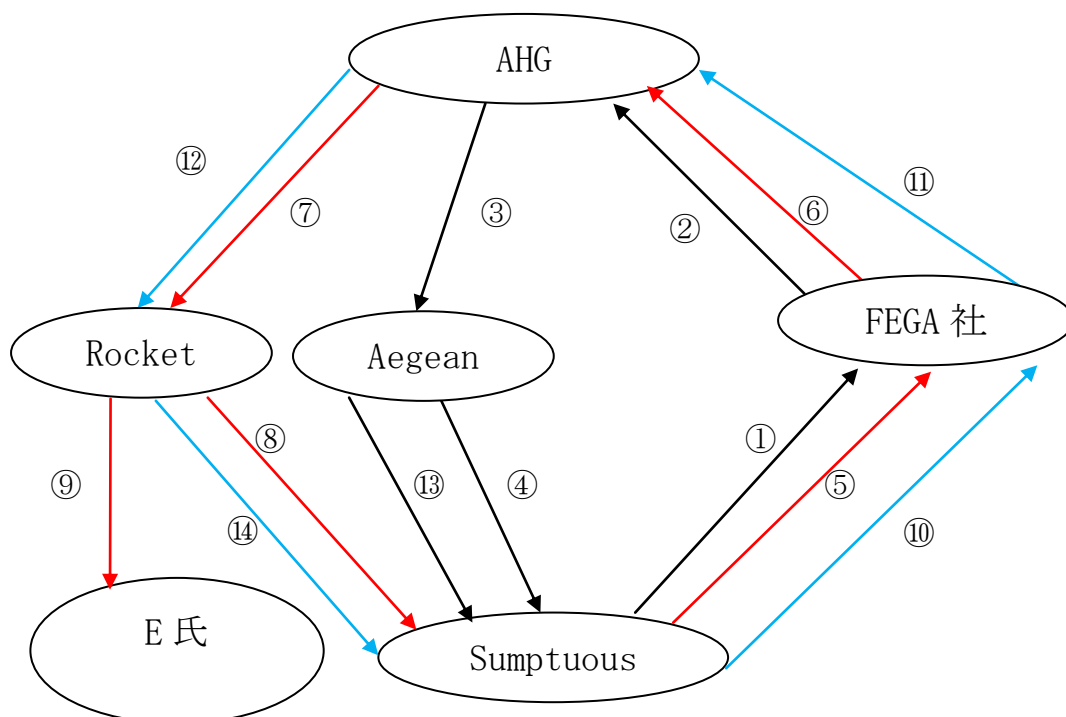 AHG
⑫
⑦
③
②
⑥
⑪
Rocket
Aegean
FEGA 社
⑨
⑧
⑭
⑬
④
①
⑤
⑩
E 氏
Sumptuous